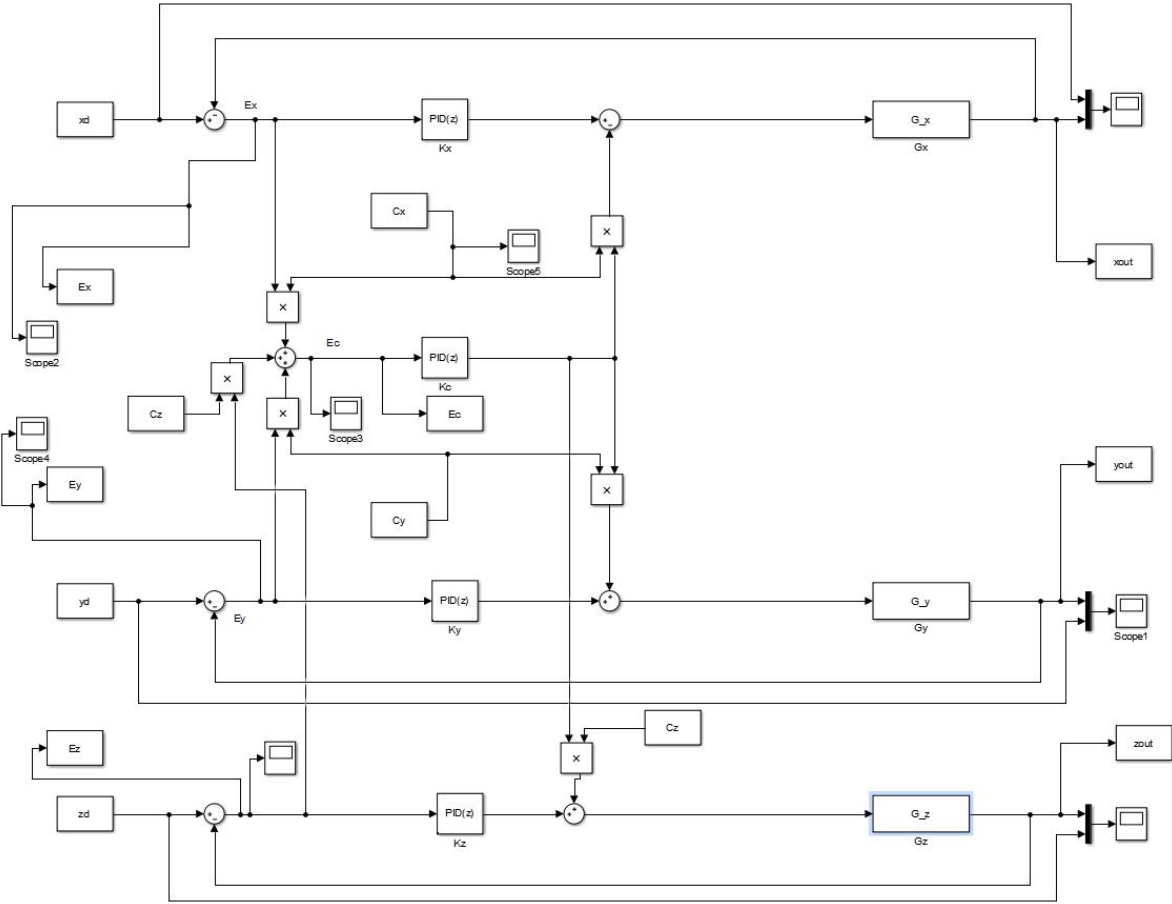 Ex
xd
PID(z)
Kx
G_x
Gx
Cx
×
Scope5
xout
Ex
×
Scope2
Ec
PID(z)
Kc
×
Cz
×
Scope3
Ec
Scope4
Ey
yout
×
Cy
yd
Ey
PID(z)
Ky
G_y
Gy
Scope1
Ez
Cz
×
zout
zd
PID(z)
Kz
G_z
Gz